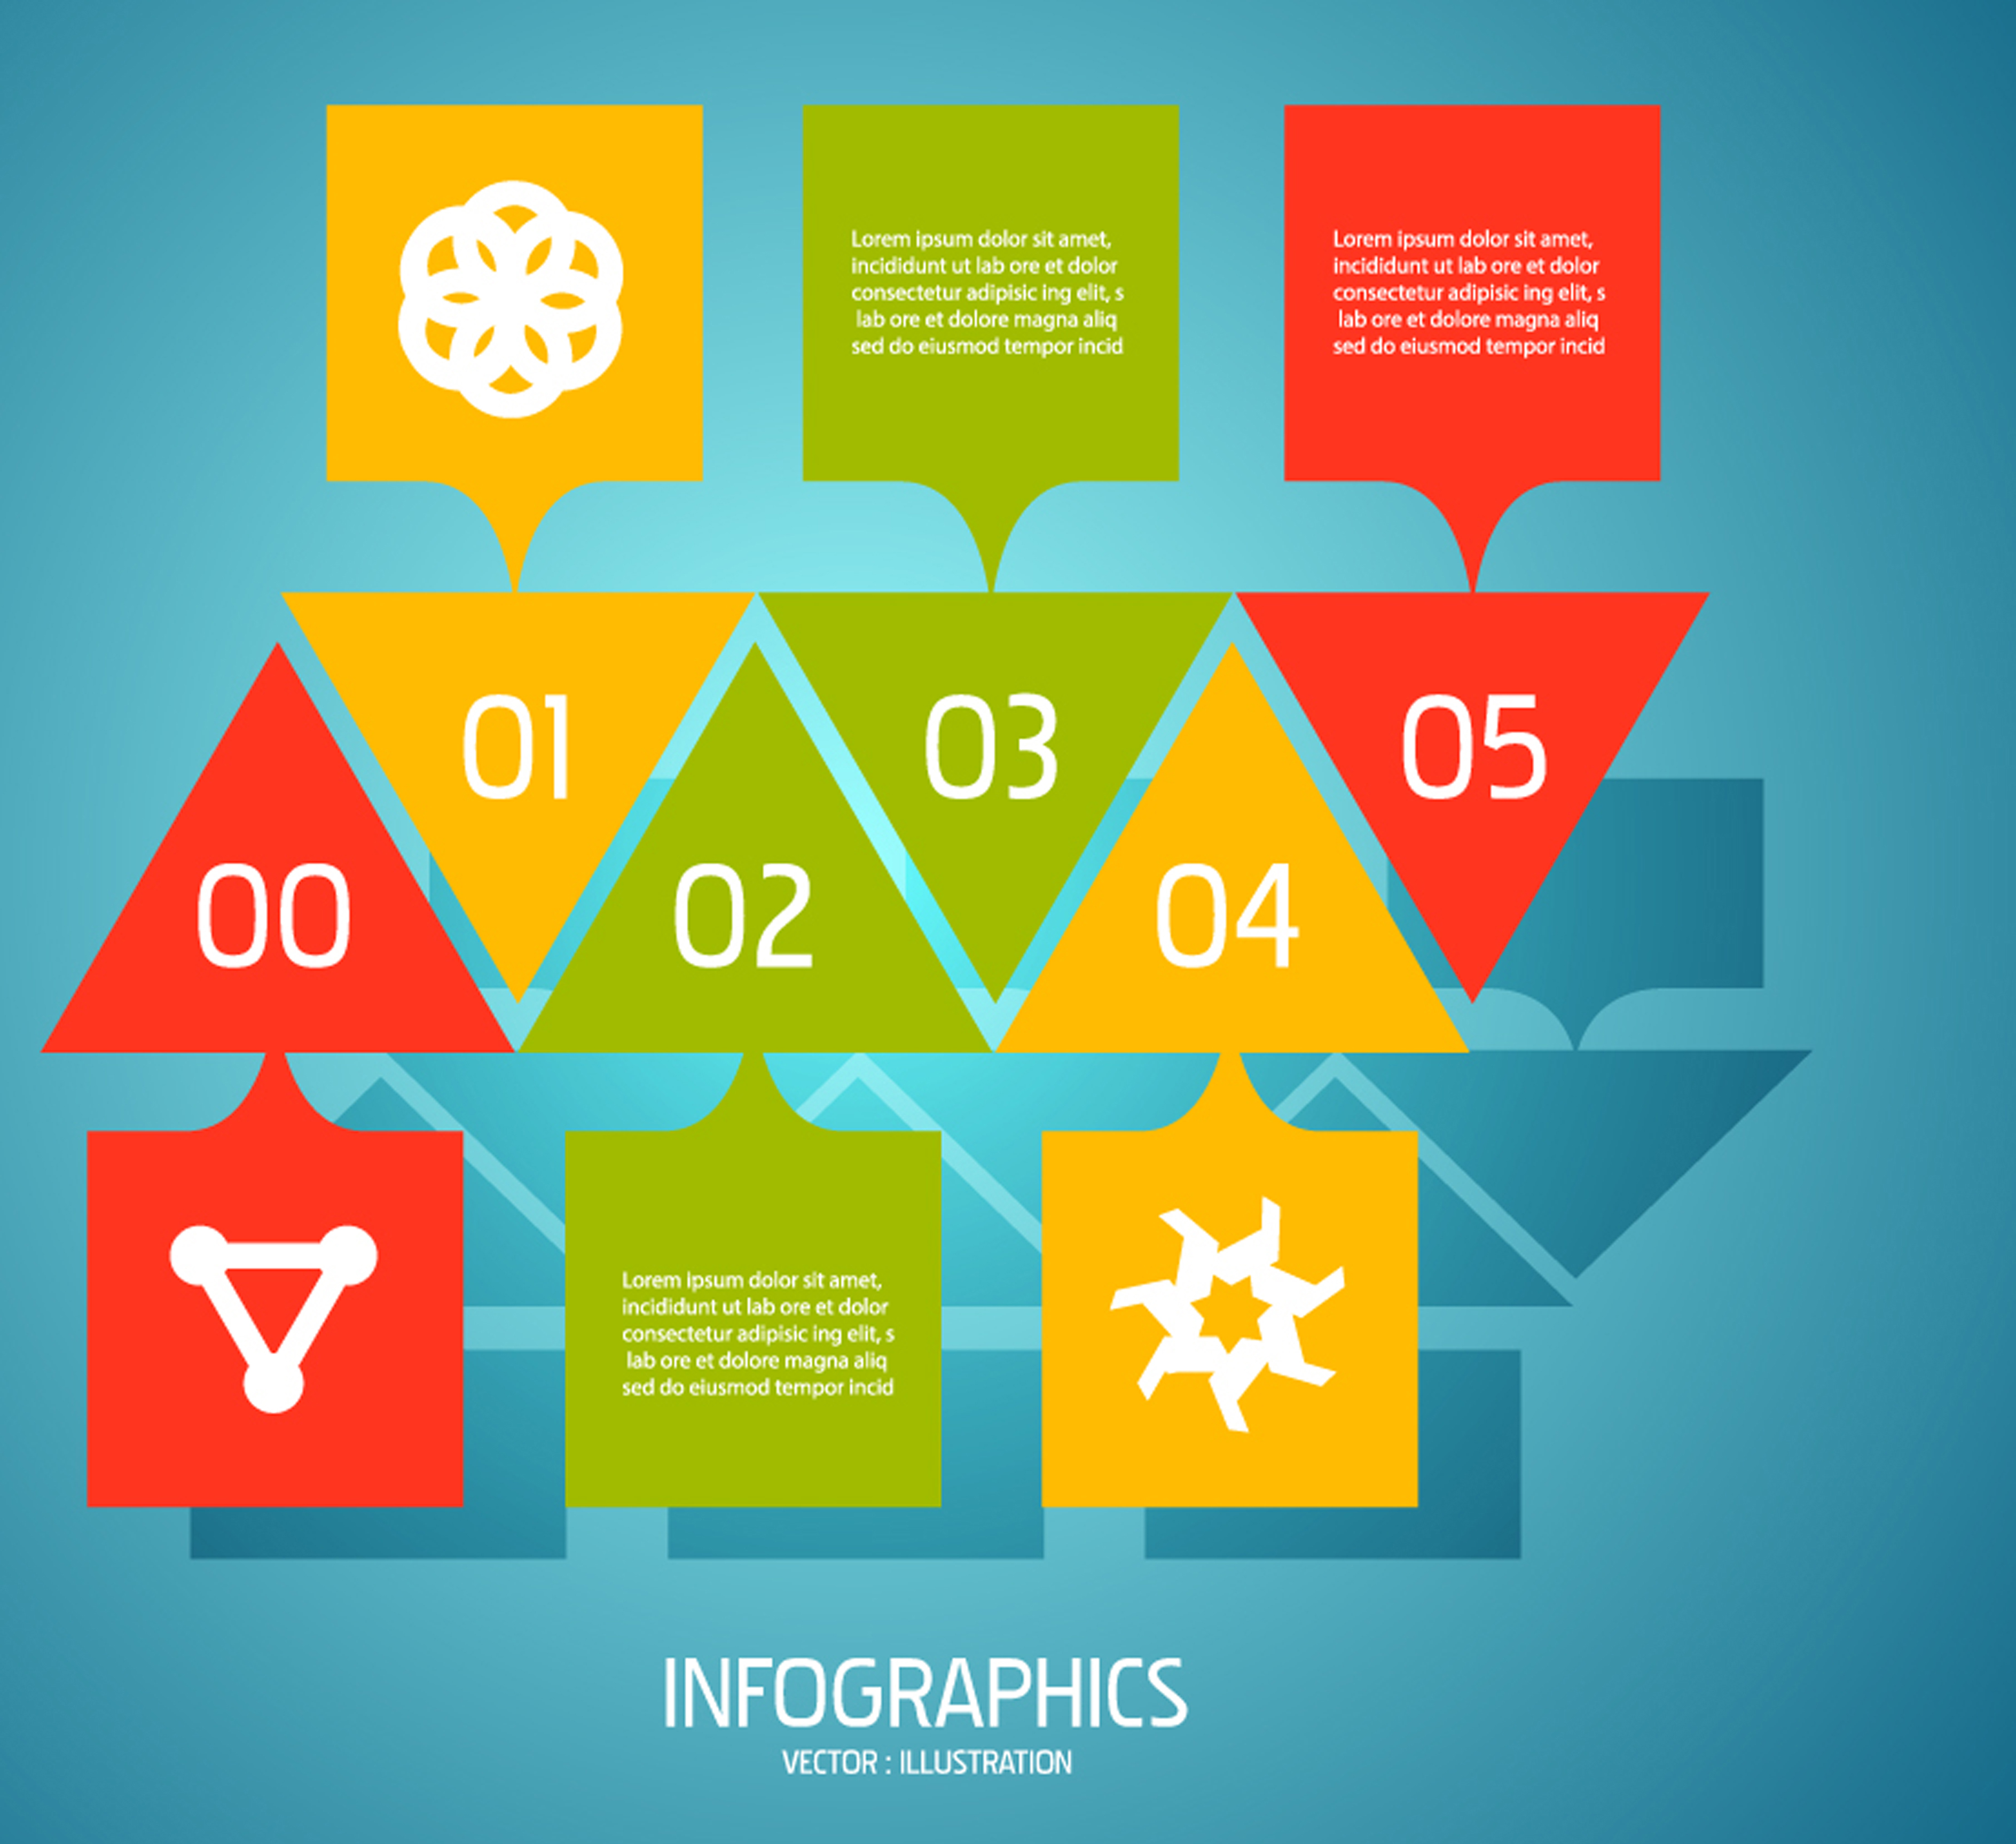 Lorem ipsum dolor sit amet,
incididunt ut lab ore et dolor
consectetur adipisic ing elit, s
lab ore et dolore magna aliq
sed do eiusmod tempor incid
Lorem ipsum dolor sit amet,
incididunt ut lab ore et dolor
consectetur adipisic ing elit, s
lab ore et dolore magna aliq
sed do eiusmod tempor incid
01
03
05
00
02
04
Lorem ipsum dolor sit amet,
incididunt ut lab ore et dolor
consectetur adipisic ing elit, s
lab ore et dolore magna aliq
sed do eiusmod tempor incid
INFOGRAPHICS
VECTOR : ILLUSTRATION